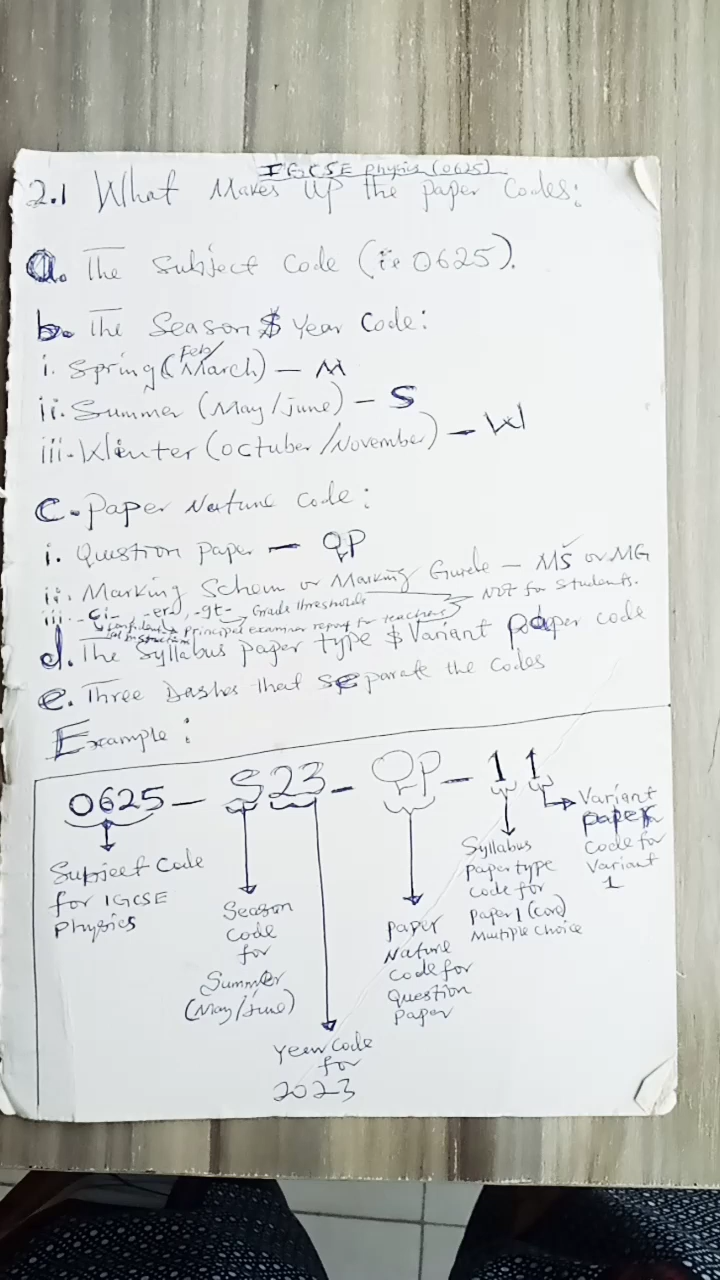 IGCSE Physics (0625)
2.1 What Makes up the paper Codes:
a. The Subject Code (ie 0625).
b. The Season $ Year Code:
i. Spring (Feb/March) – M
ii. Summer (May/june) – S
iii. Winter (october/November) – W
c. Paper Nature Code:
i. Question paper – QP
ii. Marking Schem or Marking Guide – MS or MG
iii. - Ci-, -er-, -gt- Grade thresholds NOT for students.
Principal examiner report for teachers
d. The Syllabus paper type $ Variant paper code
e. Three Dashes that Separate the Codes
Example:
0625 – S23 – QP – 11
Subject Code
for IGCSE
Physics
Season
Code
for
Summer
(May/june)
Year Code
for
2023
Paper
Nature
Code for
Question
Paper
Syllabus
Paper type
Code for
Paper 1 (core)
Multiple Choice
Variant
paper
Code for
Variant
1